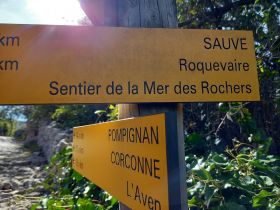 km SAUVE
km Roquevaire
Sentier de la Mer des Rochers
POMPIGNAN
CORCONNE
L'Aven